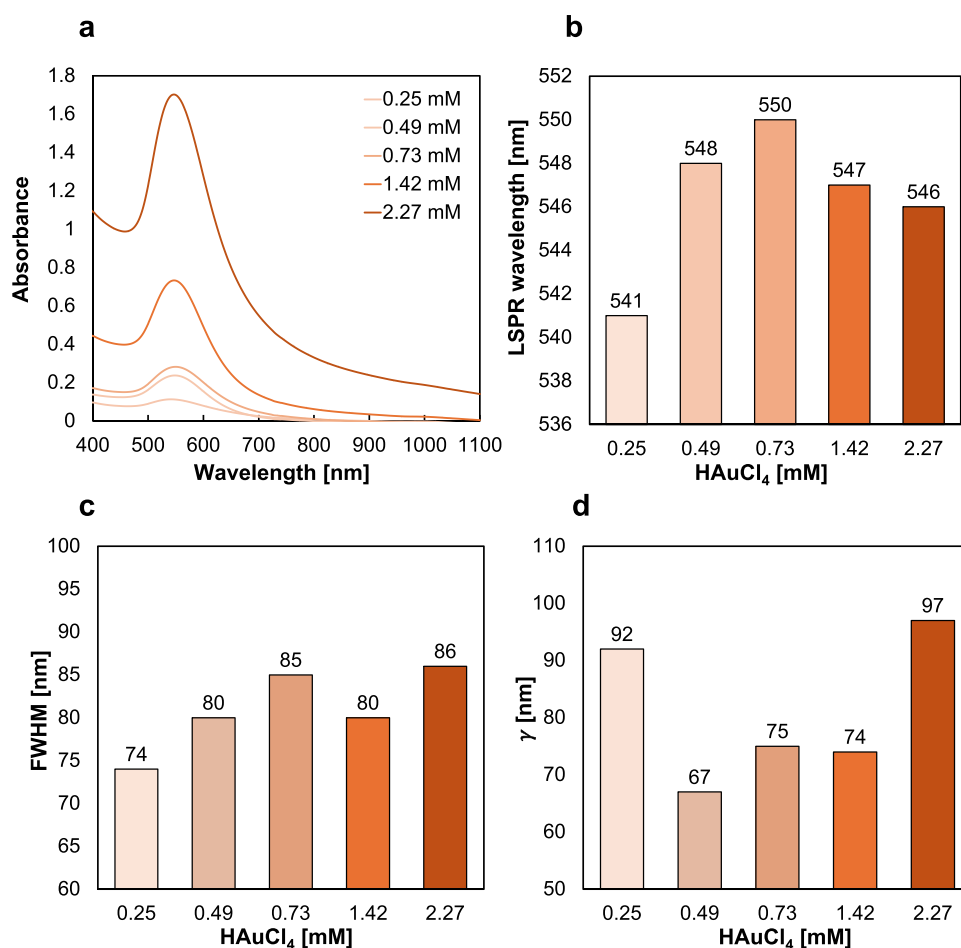 a
1.8
1.6
1.4
1.2
1
0.8
0.6
0.4
0.2
0
Absorbance
0.25 mM
0.49 mM
0.73 mM
1.42 mM
2.27 mM
400 500 600 700 800 900 1000 1100
Wavelength [nm]
b
552
550
548
546
544
542
540
538
536
LSPR wavelength [nm]
541
548
550
547
546
0.25 0.49 0.73 1.42 2.27
HAuCl₄ [mM]
c
100
95
90
85
80
75
70
65
60
FWHM [nm]
74
80
85
80
86
0.25 0.49 0.73 1.42 2.27
HAuCl₄ [mM]
d
110
100
90
80
70
60
50
γ [nm]
92
67
75
74
97
0.25 0.49 0.73 1.42 2.27
HAuCl₄ [mM]